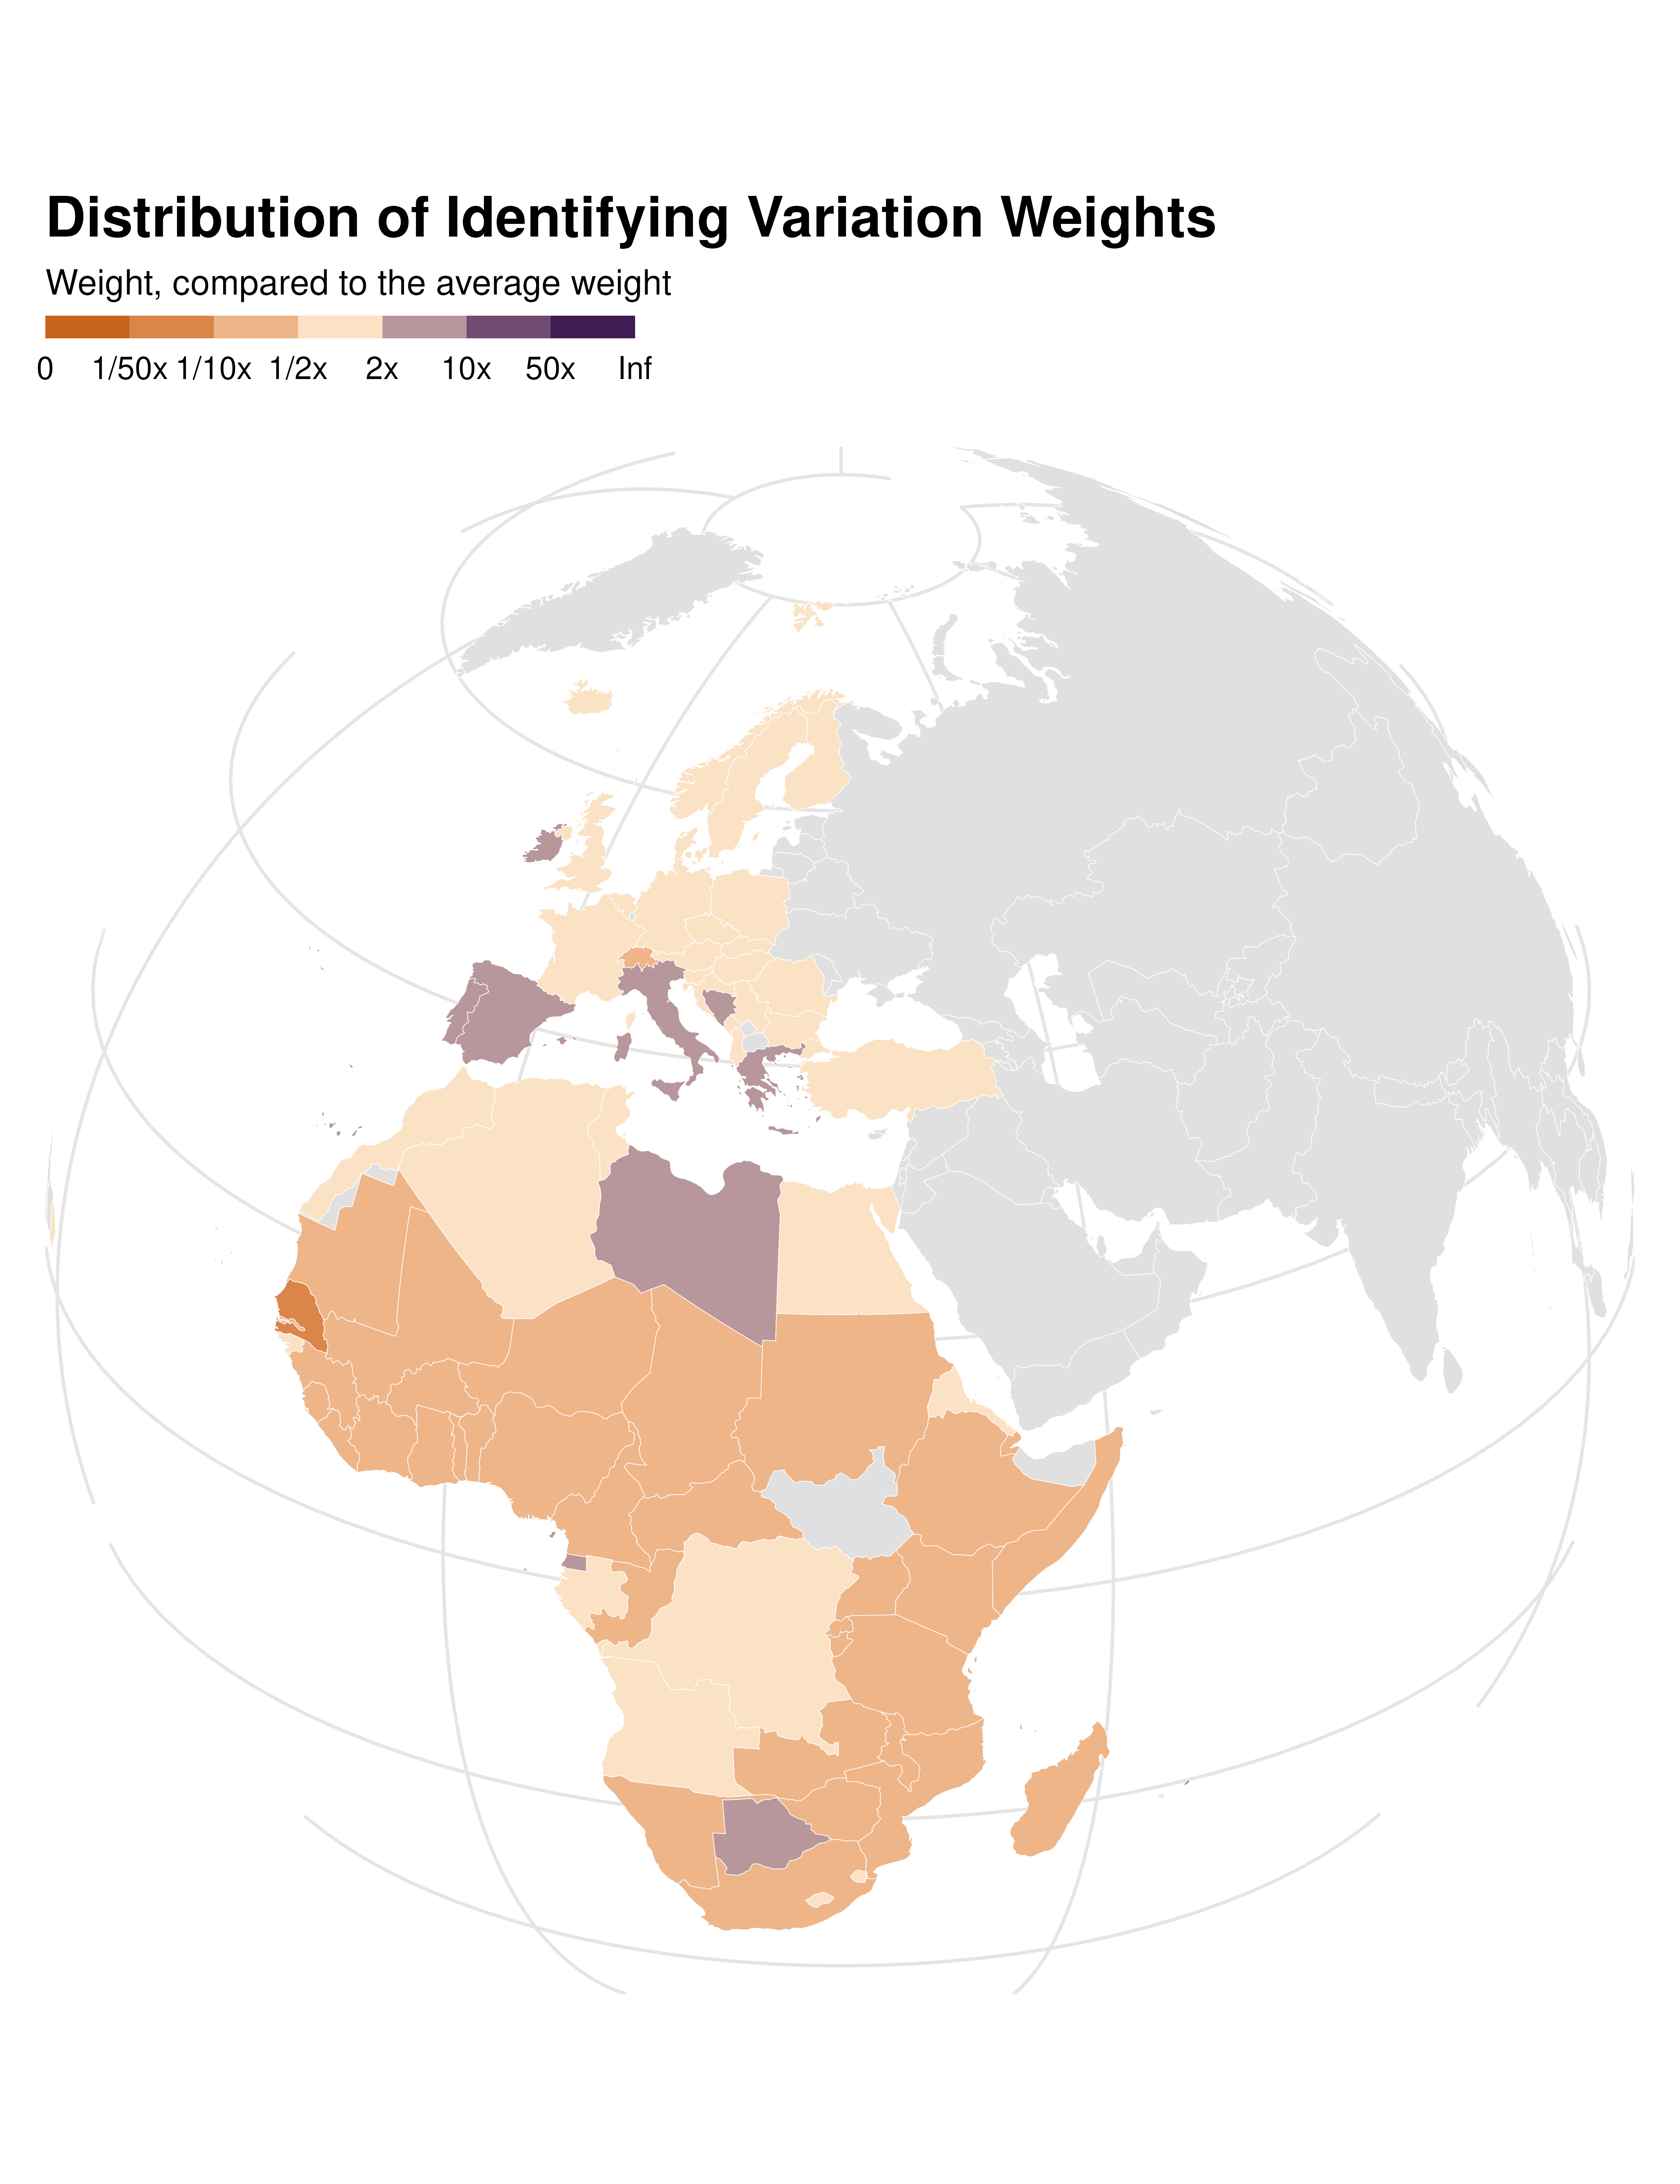 Distribution of Identifying Variation Weights
Weight, compared to the average weight
0 1/50x 1/10x 1/2x 2x 10x 50x Inf